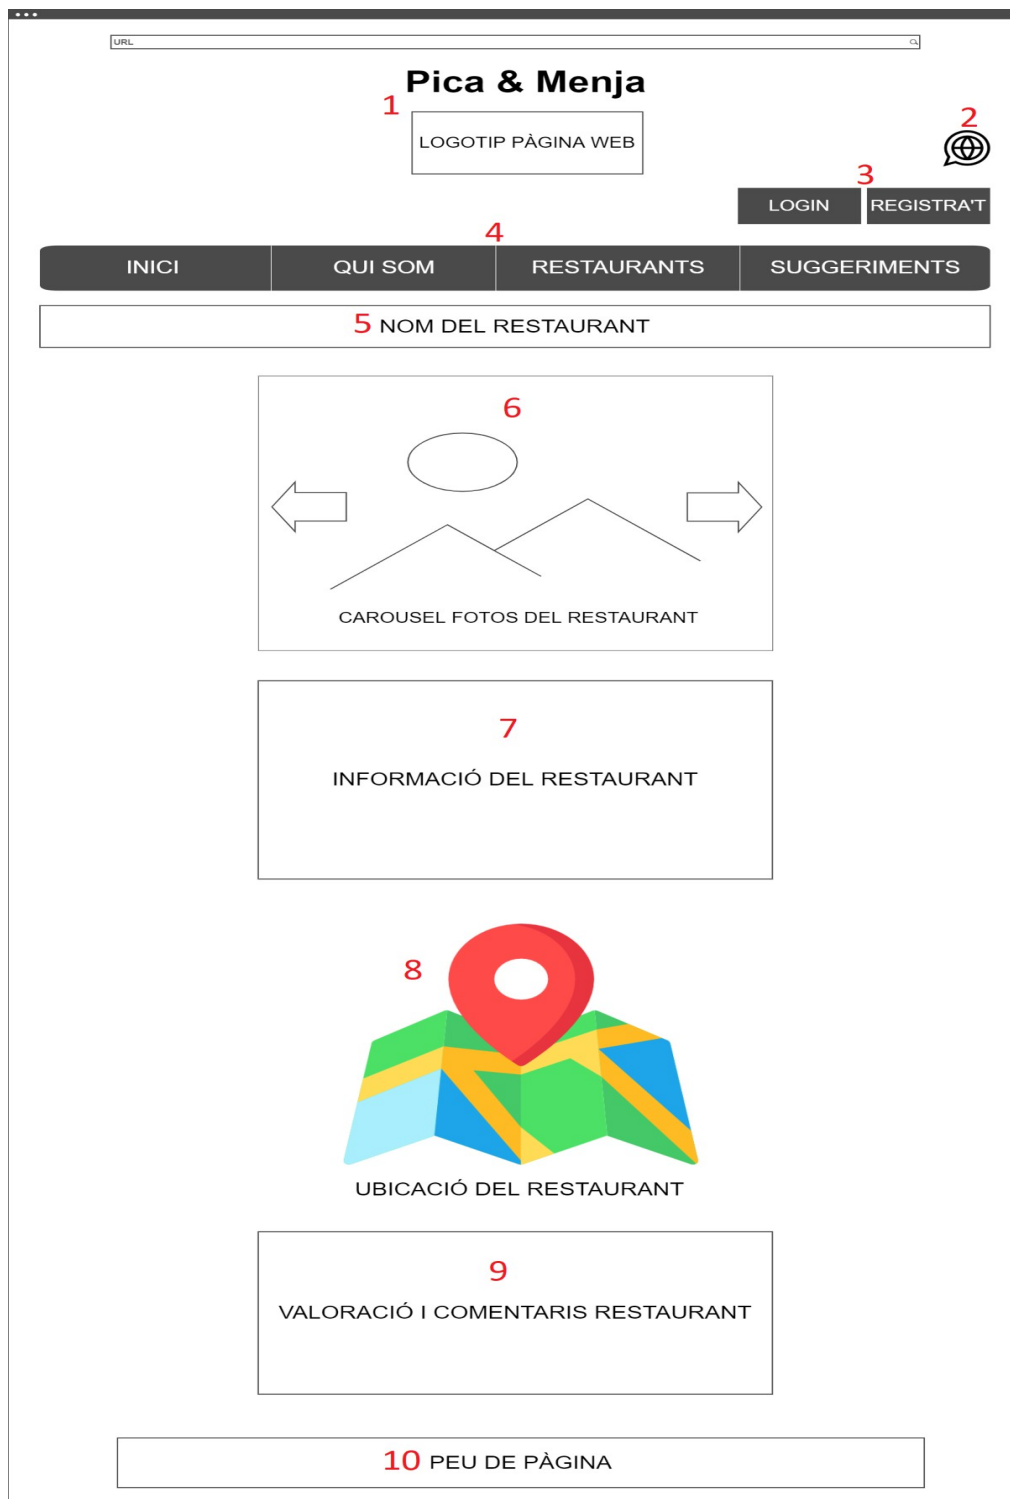 URL
Pica & Menja
1
LOGOTIP PÀGINA WEB
2
3
LOGIN
REGISTRA'T
4
INICI
QUI SOM
RESTAURANTS
SUGGERIMENTS
5 NOM DEL RESTAURANT
6
CAROUSEL FOTOS DEL RESTAURANT
7
INFORMACIÓ DEL RESTAURANT
8
UBICACIÓ DEL RESTAURANT
9
VALORACIÓ I COMENTARIS RESTAURANT
10 PEU DE PÀGINA